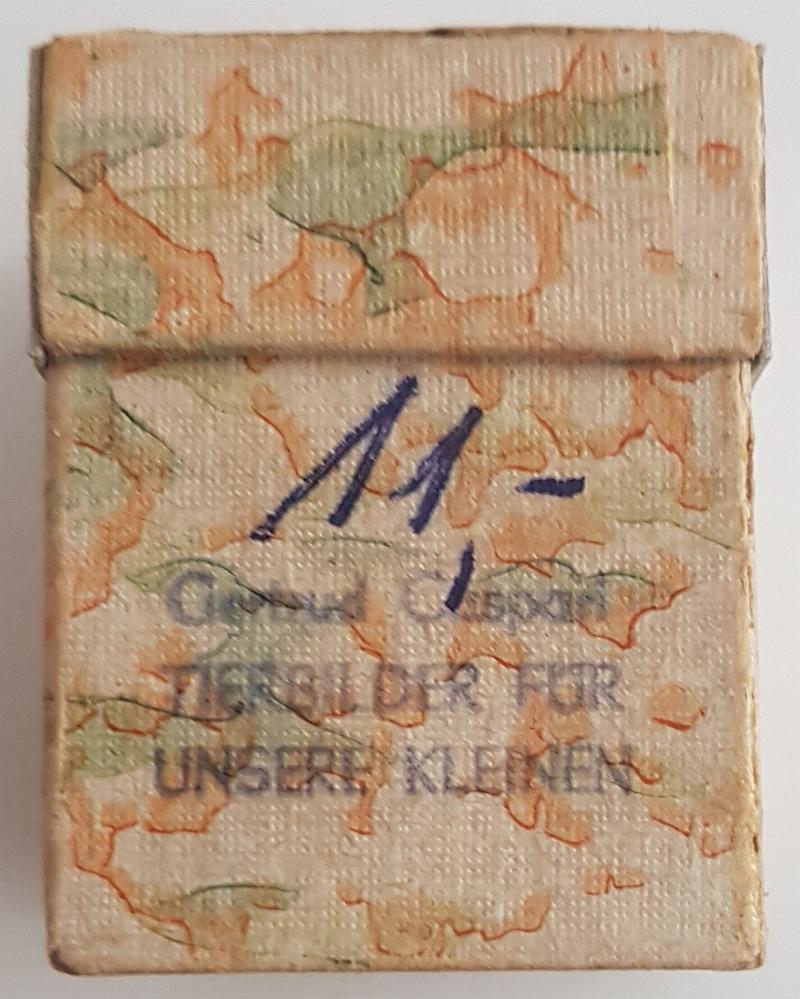 11,-
Gertrud Caspari
TIERBILDER FÜR
UNSERE KLEINEN